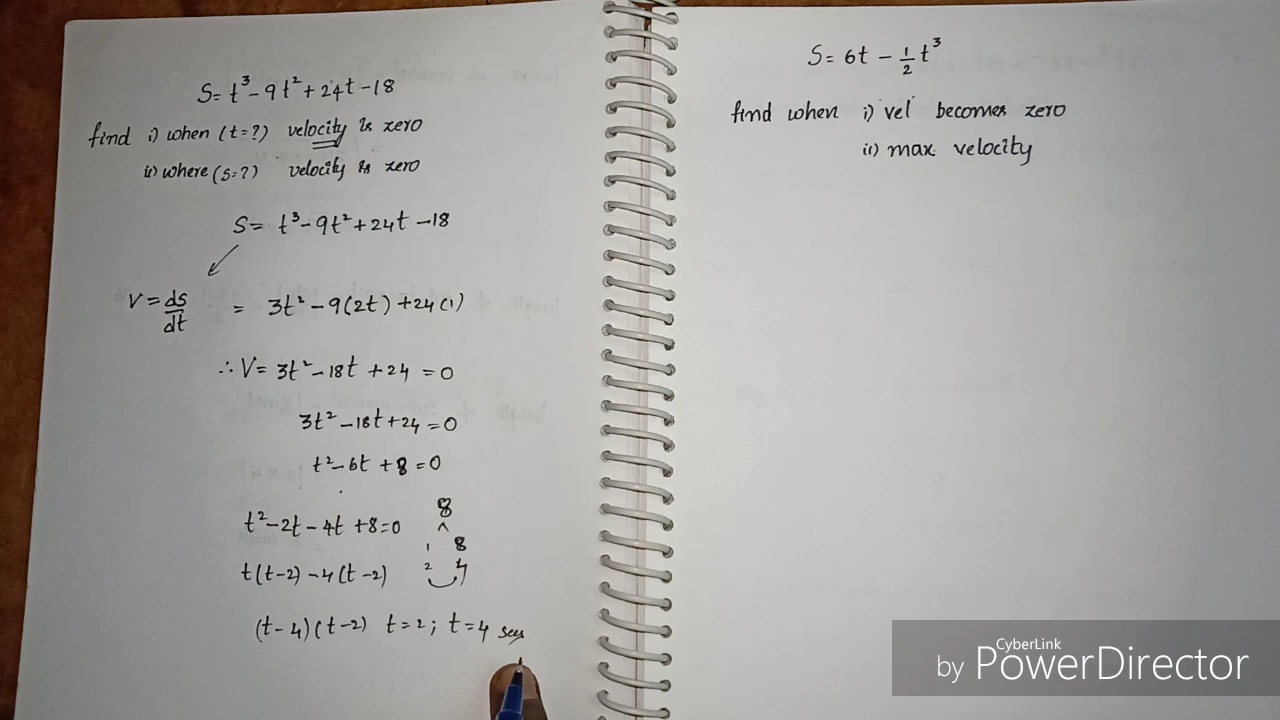 S= t³-9t²+24t-18
find i) when (t=?) velocity is zero
ii) where (s=?) velocity is zero
S= t³-9t²+24t-18
V=ds/dt = 3t²-9(2t)+24(1)
∴V= 3t²-18t+24 =0
3t²-18t+24=0
t²-6t+8=0
t²-2t-4t+8=0
8
^
1 8
2 4
t(t-2)-4(t-2)
(t-4)(t-2) t=2; t=4 secs
S= 6t - 1/2 t³
find when i) vel becomes zero
ii) max velocity
CyberLink
by PowerDirector